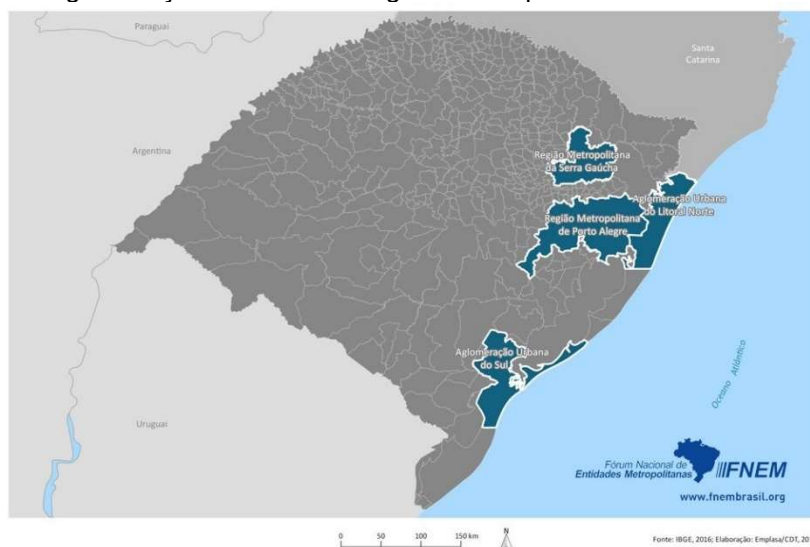 Paraguai
Santa
Catarina
Argentina
Região Metropolitana
da Serra Gaúcha
Aglomeração Urbana
do Litoral Norte
Região Metropolitana
de Porto Alegre
Aglomeração Urbana
do Sul
Oceano Atlântico
Uruguai
Fórum Nacional de
Entidades Metropolitanas
FNEM
www.fnembrasil.org
0 50 100 150 km
N
Fonte: IBGE, 2016; Elaboração: Emplasa/CDT, 20